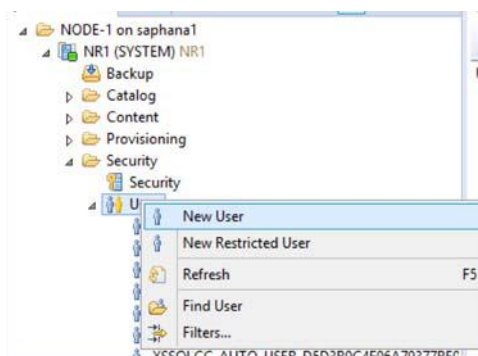 NODE-1 on saphana1
NR1 (SYSTEM) NR1
Backup
Catalog
Content
Provisioning
Security
Security
New User
New Restricted User
Refresh F5
Find User
Filters...